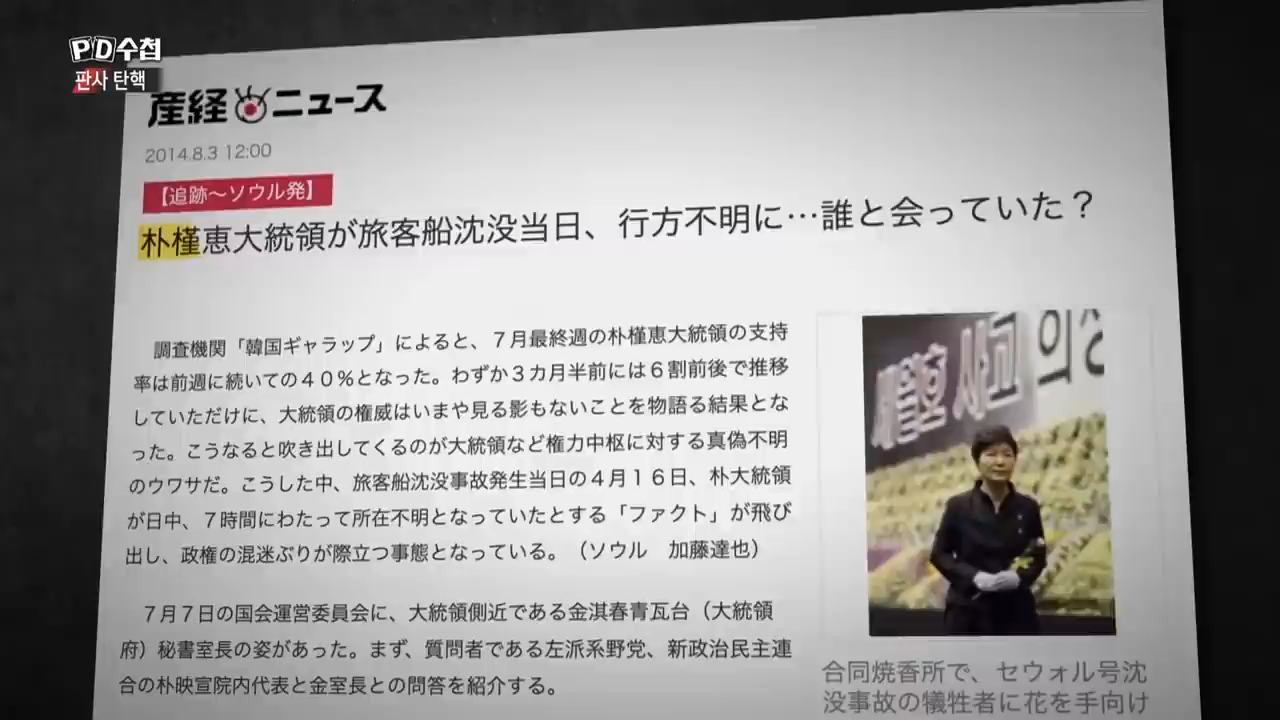 PD수첩
판사 탄핵
産経ニュース
2014.8.3 12:00
【追跡～ソウル発】
朴槿恵大統領が旅客船沈没当日、行方不明に…誰と会っていた？
調査機関「韓国ギャラップ」によると、７月最終週の朴槿恵大統領の支持
率は前週に続いての４０％となった。わずか３カ月半前には６割前後で推移
していただけに、大統領の権威はいまや見る影もないことを物語る結果とな
った。こうなると吹き出してくるのが大統領など権力中枢に対する真偽不明
のウワサだ。こうした中、旅客船沈没事故発生当日の４月１６日、朴大統領
が日中、７時間にわたって所在不明となっていたとする「ファクト」が飛び
出し、政権の混迷ぶりが際立つ事態となっている。（ソウル　加藤達也）
７月７日の国会運営委員会に、大統領側近である金淇春青瓦台（大統領
府）秘書室長の姿があった。まず、質問者である左派系野党、新政治民主連
合の朴映宣院内代表と金室長との問答を紹介する。
세월호 사고 희생
合同焼香所で、セウォル号沈
没事故の犠牲者に花を手向け